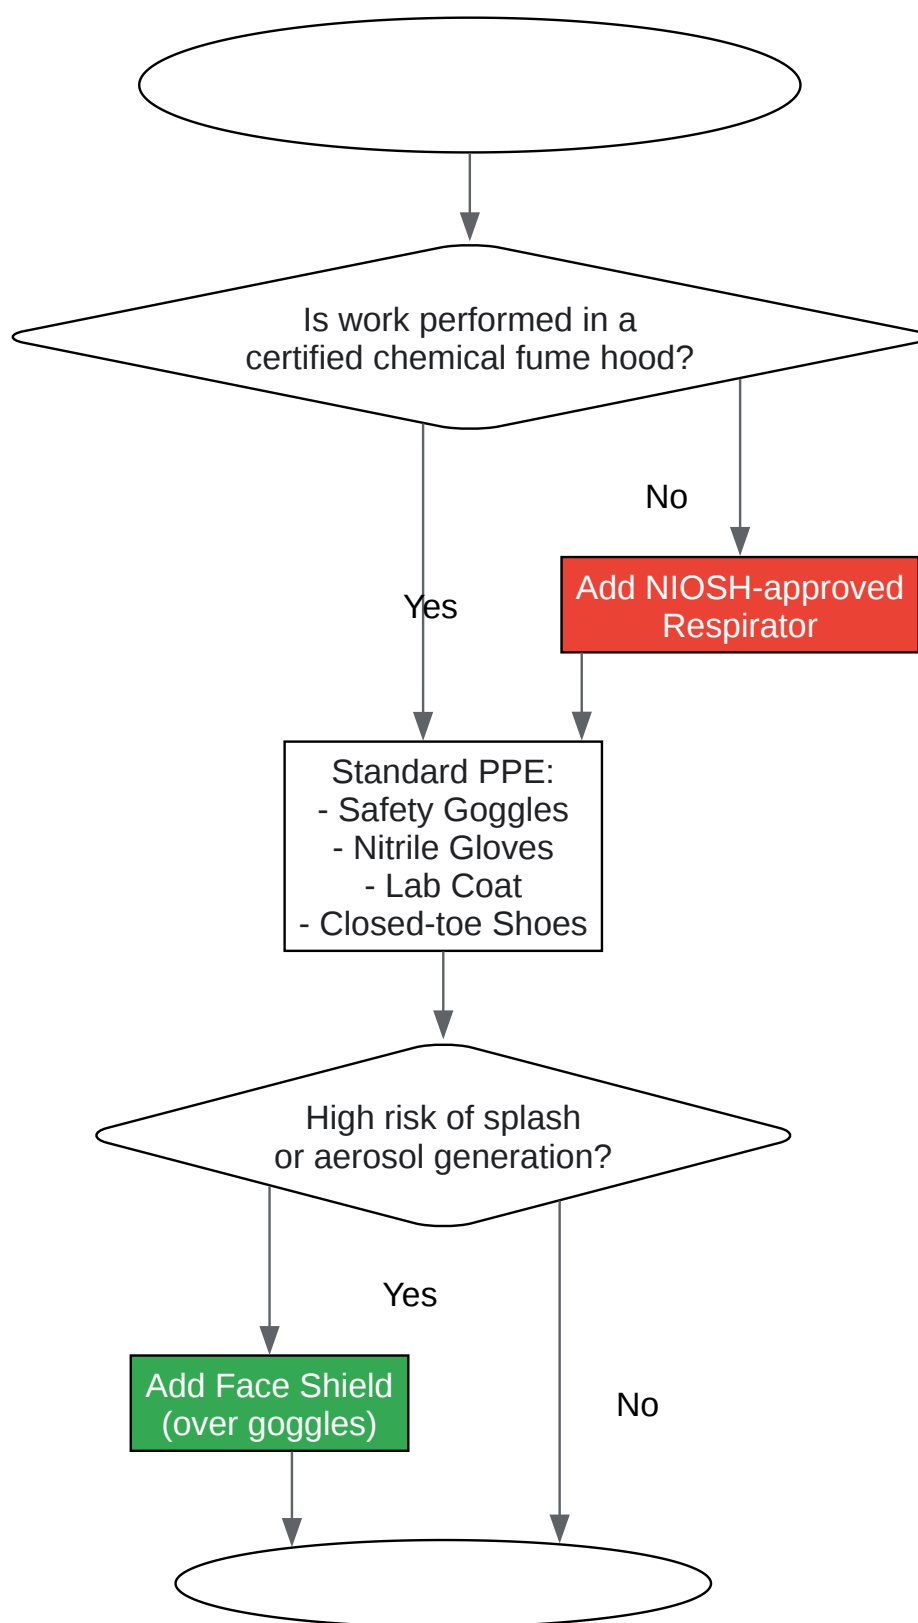 Is work performed in a
certified chemical fume hood?
No
Yes
Add NIOSH-approved
Respirator
Standard PPE:
- Safety Goggles
- Nitrile Gloves
- Lab Coat
- Closed-toe Shoes
High risk of splash
or aerosol generation?
Yes
Add Face Shield
(over goggles)
No